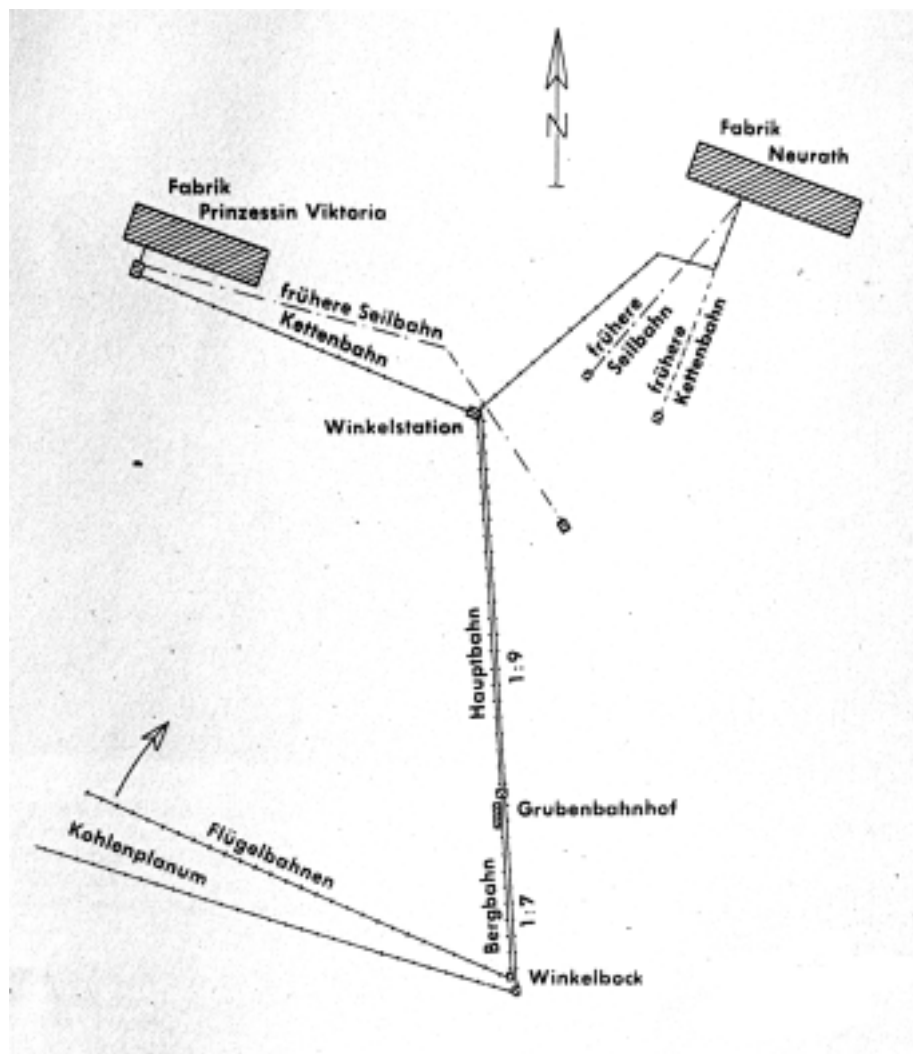 N
Fabrik
Neurath
Fabrik
Prinzessin Viktoria
frühere Seilbahn
Kettenbahn
frühere
Seilbahn
frühere
Kettenbahn
Winkelstation
Hauptbahn
1:9
Grubenbahnhof
Flügelbahnen
Kohlenplanum
Bergbahn
1:7
Winkelbock